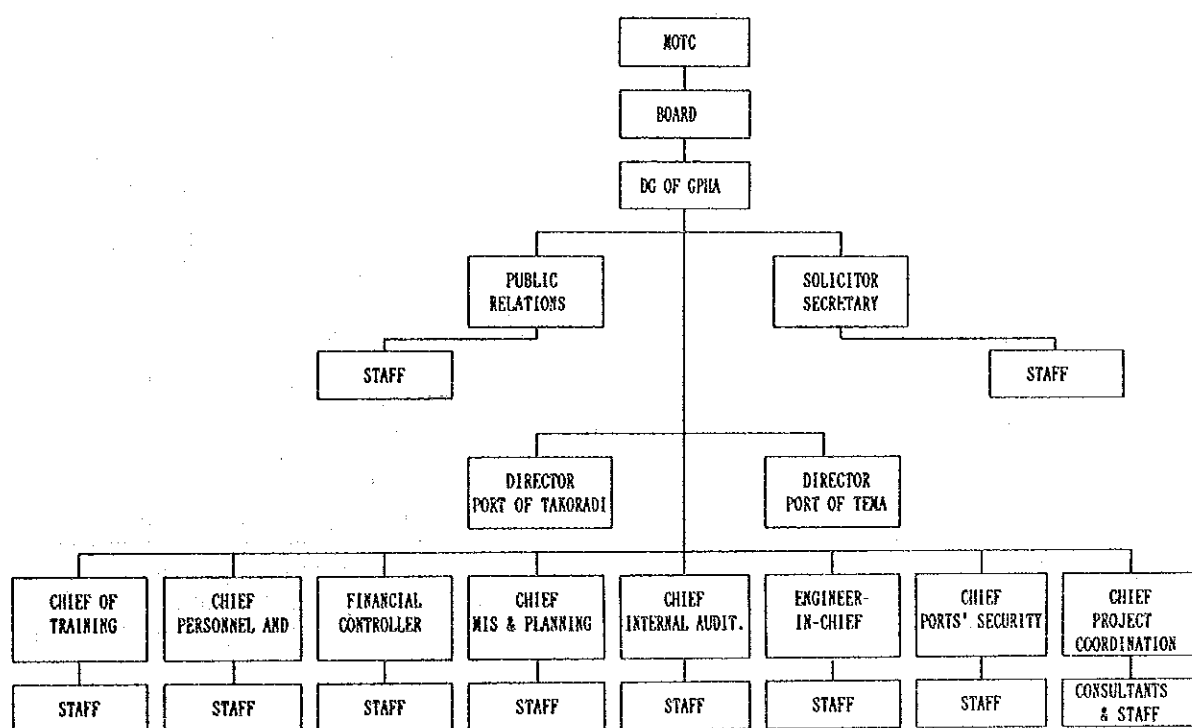 MOTC
BOARD
DG OF GPHA
PUBLIC
RELATIONS
SOLICITOR
SECRETARY
STAFF
STAFF
DIRECTOR
PORT OF TAKORADI
DIRECTOR
PORT OF TEMA
CHIEF OF
TRAINING
CHIEF
PERSONNEL AND
FINANCIAL
CONTROLLER
CHIEF
MIS & PLANNING
CHIEF
INTERNAL AUDIT.
ENGINEER-
IN-CHIEF
CHIEF
PORTS' SECURITY
CHIEF
PROJECT
COORDINATION
STAFF
STAFF
STAFF
STAFF
STAFF
STAFF
STAFF
CONSULTANTS
& STAFF